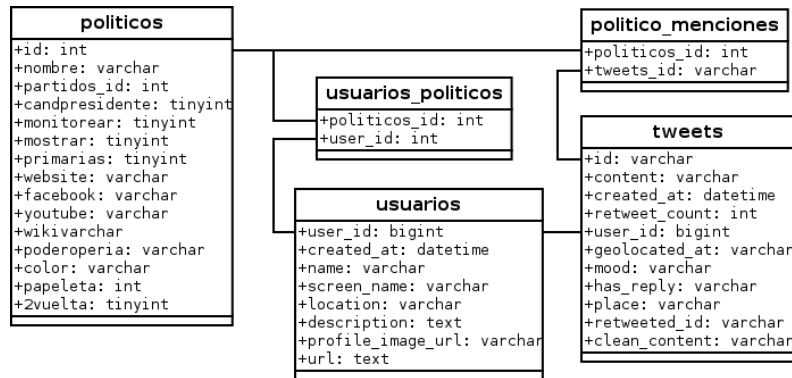 politicos
+id: int
+nombre: varchar
+partidos_id: int
+candpresidente: tinyint
+monitorear: tinyint
+mostrar: tinyint
+primarias: tinyint
+website: varchar
+facebook: varchar
+youtube: varchar
+wikivarchar
+poderoperia: varchar
+color: varchar
+papeleta: int
+2vuelta: tinyint
usuarios_politicos
+politicos_id: int
+user_id: int
usuarios
+user_id: bigint
+created_at: datetime
+name: varchar
+screen_name: varchar
+location: varchar
+description: text
+profile_image_url: varchar
+url: text
politico_menciones
+politicos_id: int
+tweets_id: varchar
tweets
+id: varchar
+content: varchar
+created_at: datetime
+retweet_count: int
+user_id: bigint
+geolocated_at: varchar
+mood: varchar
+has_reply: varchar
+place: varchar
+retweeted_id: varchar
+clean_content: varchar